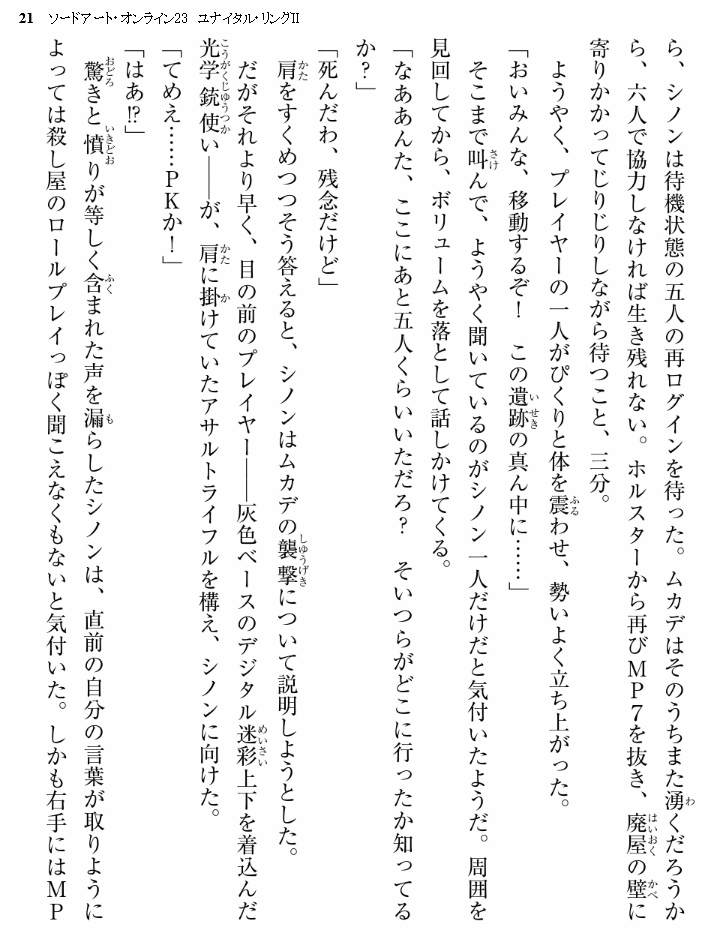 21 ソードアート・オンライン23 ユナイタル・リングⅡ
ら、シノンは待機状態の五人の再ログインを待った。ムカデはそのうちまた湧くだろうか
ら、六人で協力しなければ生き残れない。ホルスターから再びＭＰ７を抜き、廃屋の壁に
寄りかかってじりじりしながら待つこと、三分。
ようやく、プレイヤーの一人がぴくりと体を震わせ、勢いよく立ち上がった。
「おいみんな、移動するぞ！　この遺跡の真ん中に……」
そこまで叫んで、ようやく聞いているのがシノン一人だけだと気付いたようだ。周囲を
見回してから、ボリュームを落として話しかけてくる。
「なああんた、ここにあと五人くらいいただろ？　そいつらがどこに行ったか知ってる
か？」
「死んだわ、残念だけど」
肩をすくめつつそう答えると、シノンはムカデの襲撃について説明しようとした。
だがそれより早く、目の前のプレイヤー――灰色ベースのデジタル迷彩上下を着込んだ
光学銃使い――が、肩に掛けていたアサルトライフルを構え、シノンに向けた。
「てめえ……ＰＫか！」
「はあ!?」
驚きと憤りが等しく含まれた声を漏らしたシノンは、直前の自分の言葉が取りように
よっては殺し屋のロールプレイっぽく聞こえなくもないと気付いた。しかも右手にはＭＰ